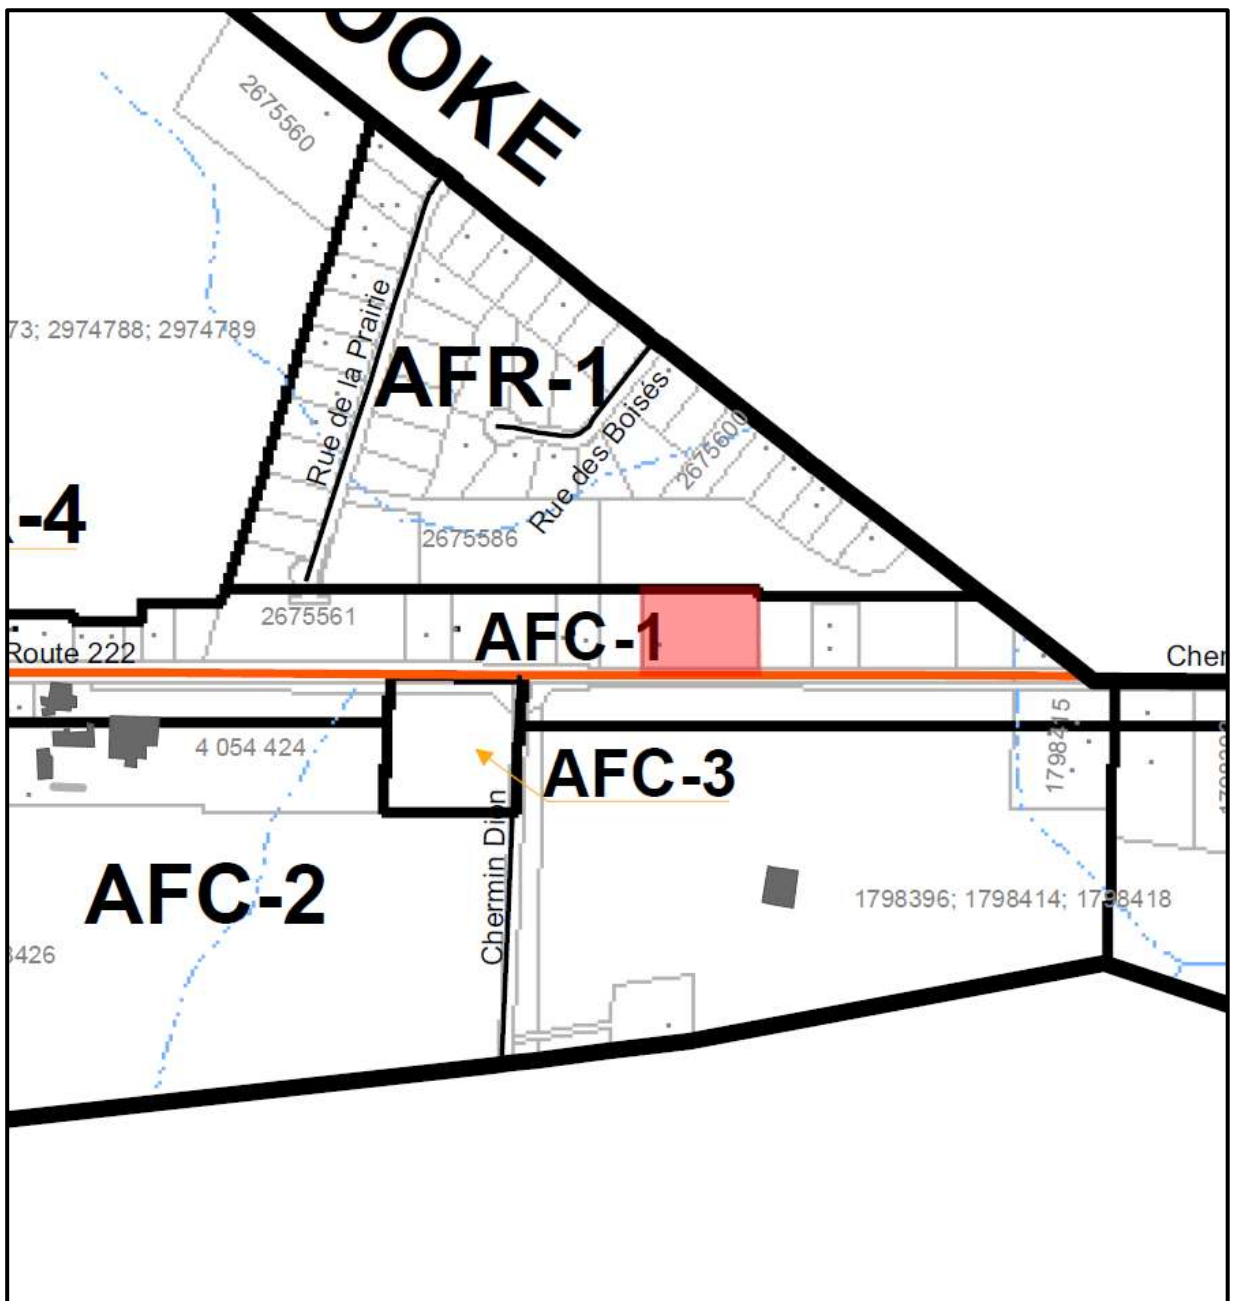 OOKE
2675560
73; 2974788; 2974789
Rue de la Prairie
AFR-1
Rue des Boisés
2675600
-4
2675586
2675561
AFC-1
Route 222
Cher
4 054 424
AFC-3
1798415
Chermin Dion
AFC-2
1798396; 1798414; 1798418
3426